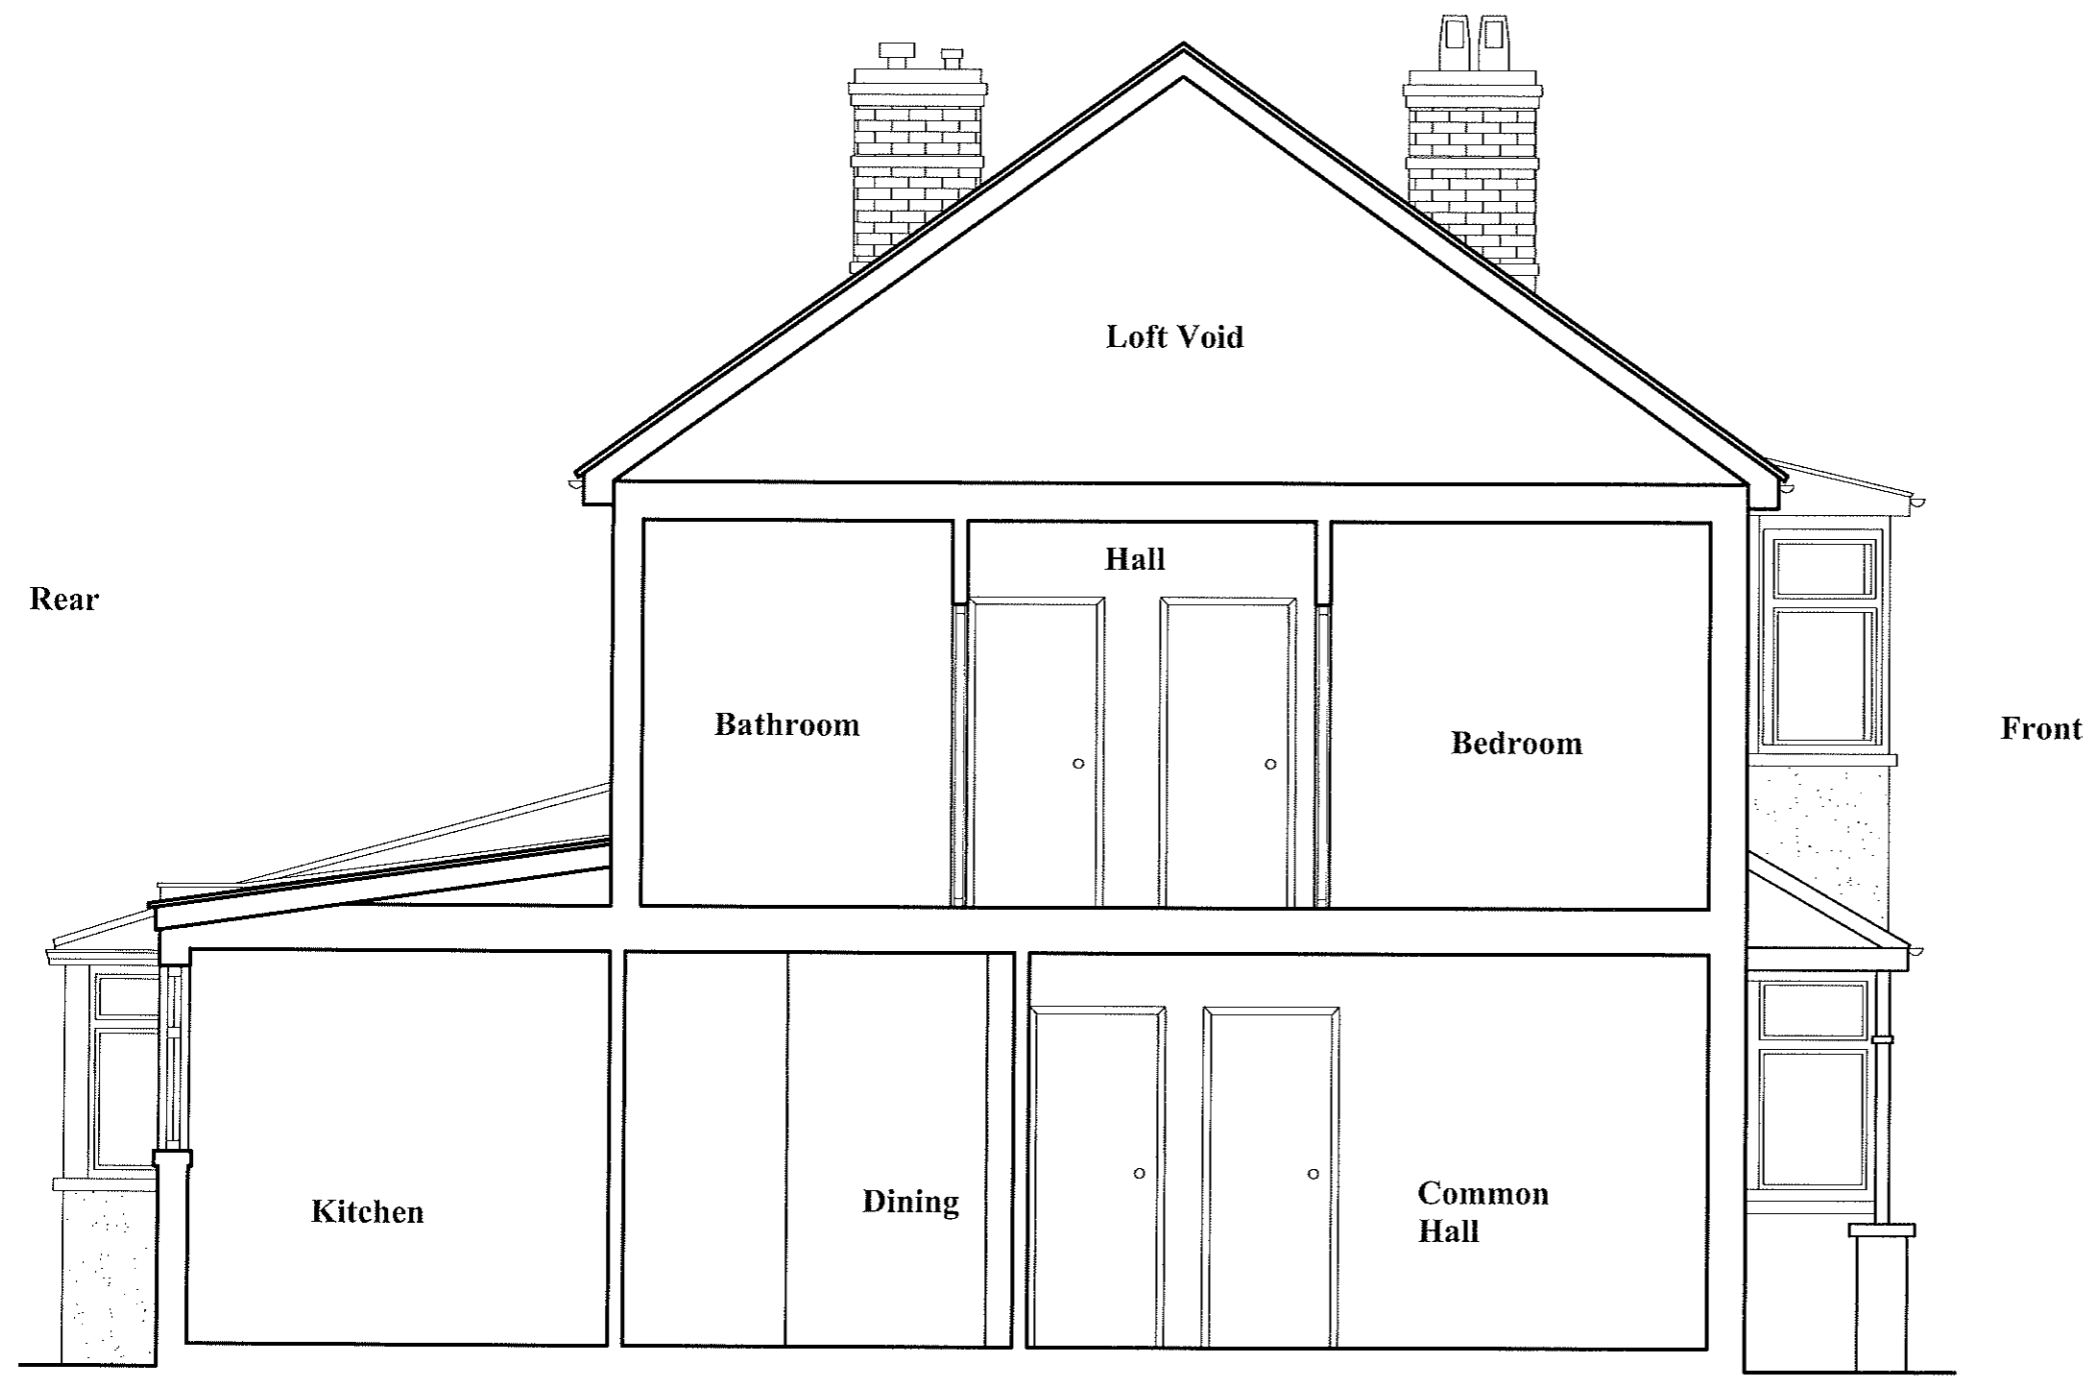 Loft Void
Hall
Rear
Bathroom
Bedroom
Front
Kitchen
Dining
Common
Hall